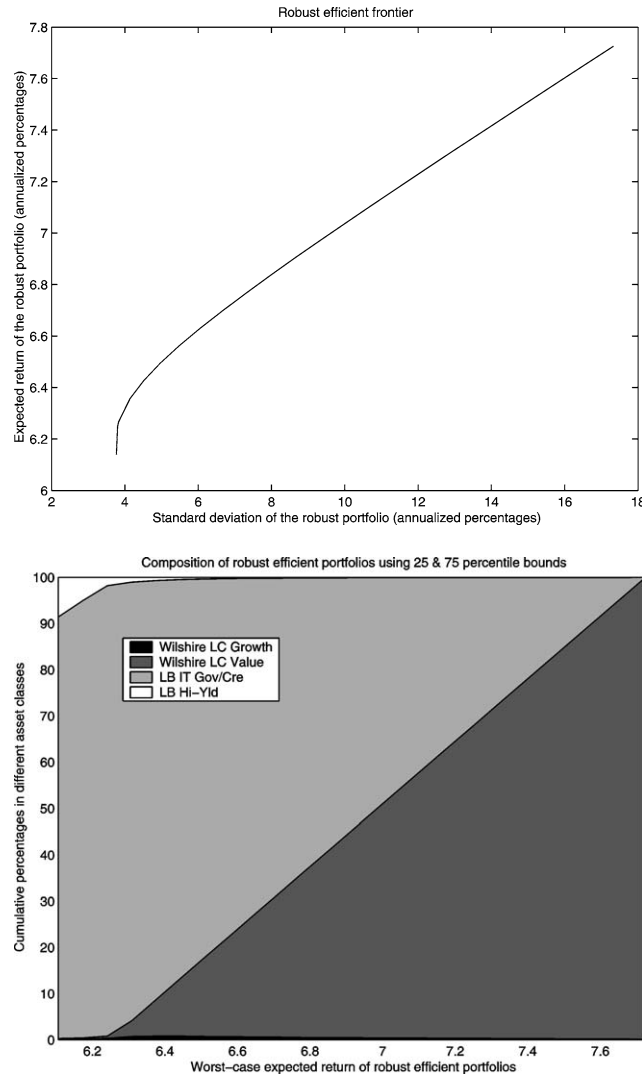 Robust efficient frontier
7.8
7.6
7.4
7.2
7
6.8
6.6
6.4
6.2
6
2 4 6 8 10 12 14 16 18
Expected return of the robust portfolio (annualized percentages)
Standard deviation of the robust portfolio (annualized percentages)
Composition of robust efficient portfolios using 25 & 75 percentile bounds
100
90
80
70
60
50
40
30
20
10
0
Wilshire LC Growth
Wilshire LC Value
LB IT Gov/Cre
LB Hi-Yld
Cumulative percentages in different asset classes
6.2 6.4 6.6 6.8 7 7.2 7.4 7.6
Worst-case expected return of robust efficient portfolios